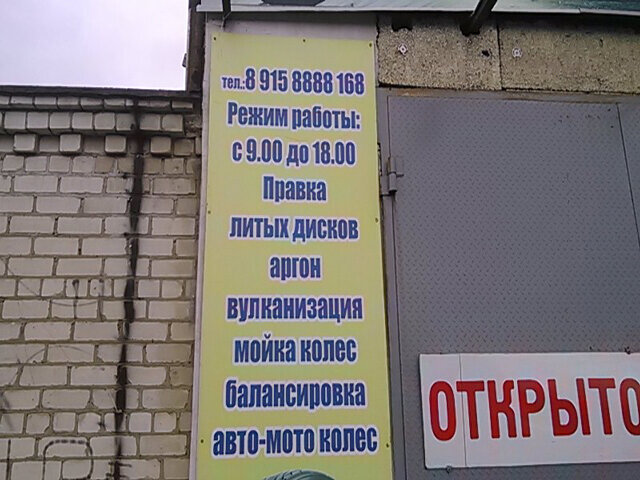 тел.:8 915 8888 168
Режим работы:
с 9.00 до 18.00
Правка
литых дисков
аргон
вулканизация
мойка колес
балансировка
авто-мото колес
ОТКРЫТО